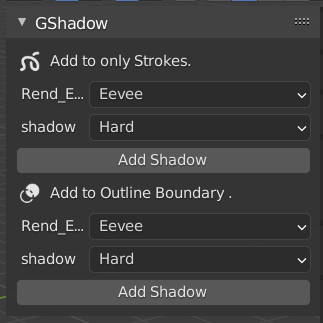 GShadow
Add to only Strokes.
Rend_E... Eevee
shadow Hard
Add Shadow
Add to Outline Boundary .
Rend_E... Eevee
shadow Hard
Add Shadow